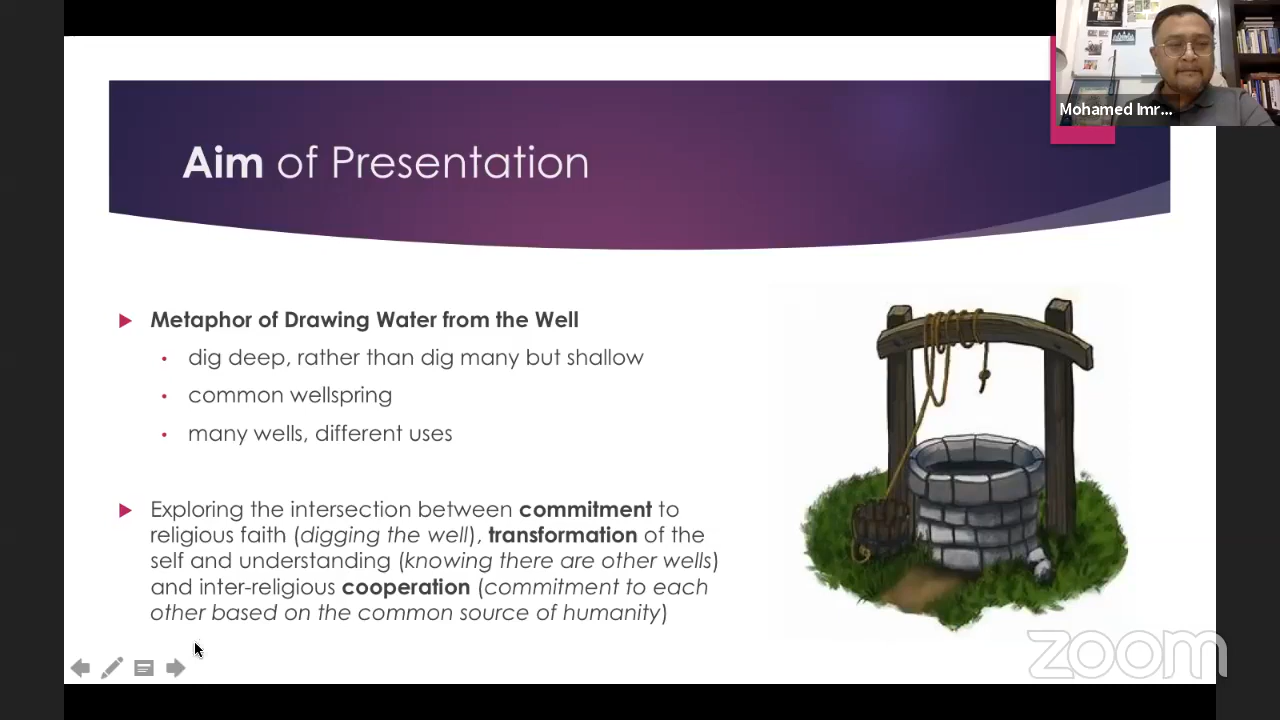 Mohamed Imr...
Aim of Presentation
Metaphor of Drawing Water from the Well
dig deep, rather than dig many but shallow
common wellspring
many wells, different uses
Exploring the intersection between commitment to
religious faith (digging the well), transformation of the
self and understanding (knowing there are other wells)
and inter-religious cooperation (commitment to each
other based on the common source of humanity)
zoom